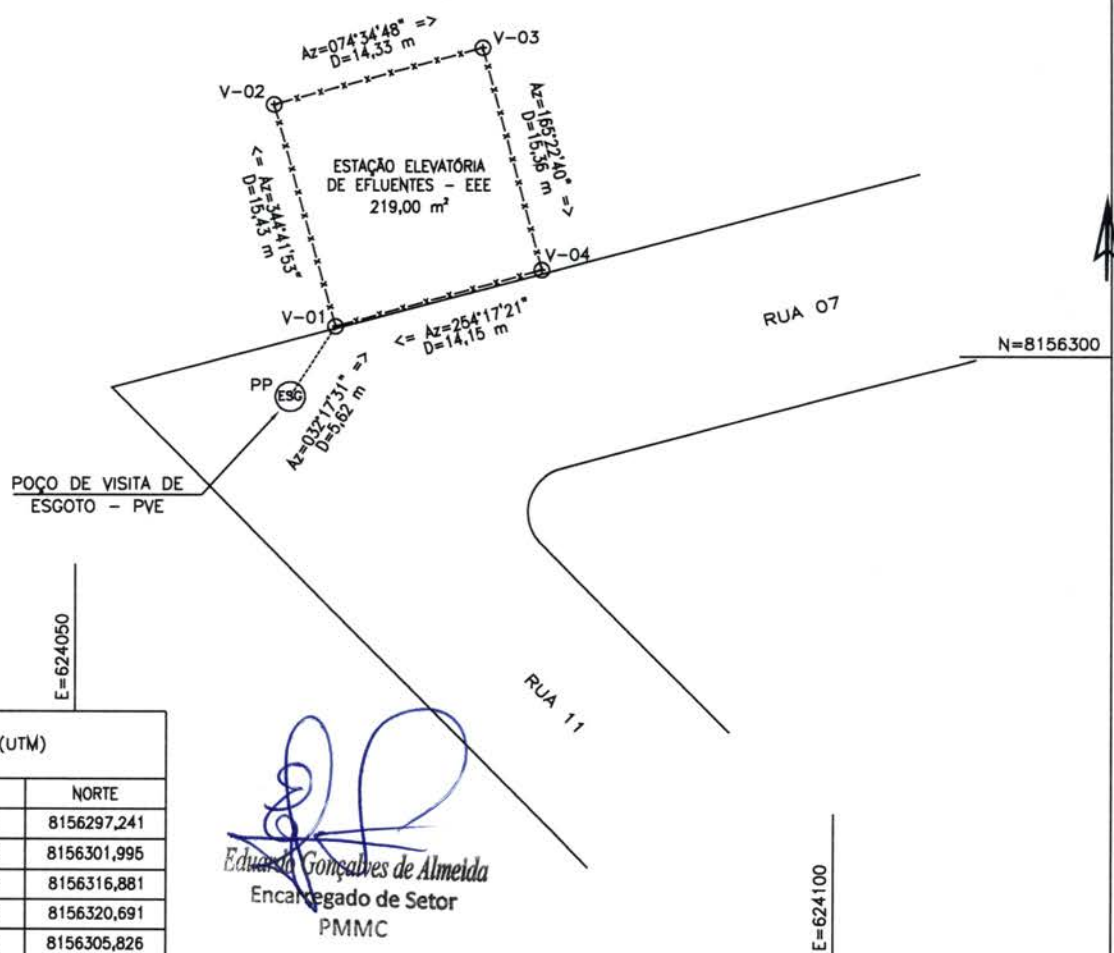 Az=074°34'48" =>
D=14,33 m
V-03
V-02
Az=165°22'40" =>
D=15,36 m
<= Az=344°41'53"
D=15,43 m
ESTAÇÃO ELEVATÓRIA
DE EFLUENTES - EEE
219,00 m²
V-04
V-01
<= Az=254°17'21"
D=14,15 m
RUA 07
N=8156300
PP
ESG
Az=032°17'31" =>
D=5,62 m
POÇO DE VISITA DE
ESGOTO - PVE
E=624050
RUA 11
(UTM)
NORTE
8156297,241
8156301,995
8156316,881
8156320,691
8156305,826
Eduardo Gonçalves de Almeida
Encarregado de Setor
PMMC
E=624100